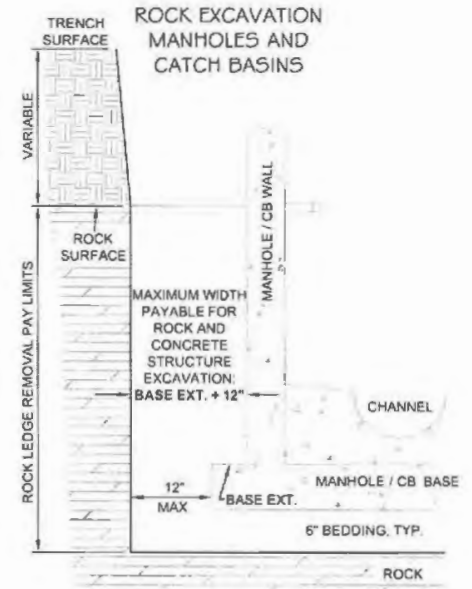 ROCK EXCAVATION
MANHOLES AND
CATCH BASINS
TRENCH
SURFACE
VARIABLE
ROCK
SURFACE
ROCK LEDGE REMOVAL PAY LIMITS
MANHOLE / CB WALL
MAXIMUM WIDTH
PAYABLE FOR
ROCK AND
CONCRETE
STRUCTURE
EXCAVATION:
BASE EXT. + 12"
CHANNEL
MANHOLE / CB BASE
12"
MAX
BASE EXT.
6" BEDDING, TYP.
ROCK